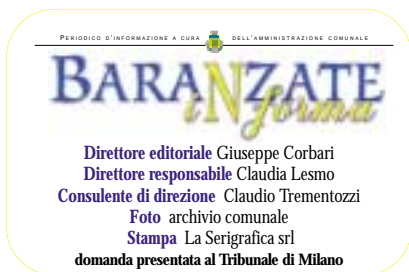 PERIODICO D'INFORMAZIONE A CURA DELL'AMMINISTRAZIONE COMUNALE
BARANZATE
iNforma
Direttore editoriale Giuseppe Corbari
Direttore responsabile Claudia Lesmo
Consulente di direzione Claudio Trementozzi
Foto archivio comunale
Stampa La Serigrafica srl
domanda presentata al Tribunale di Milano